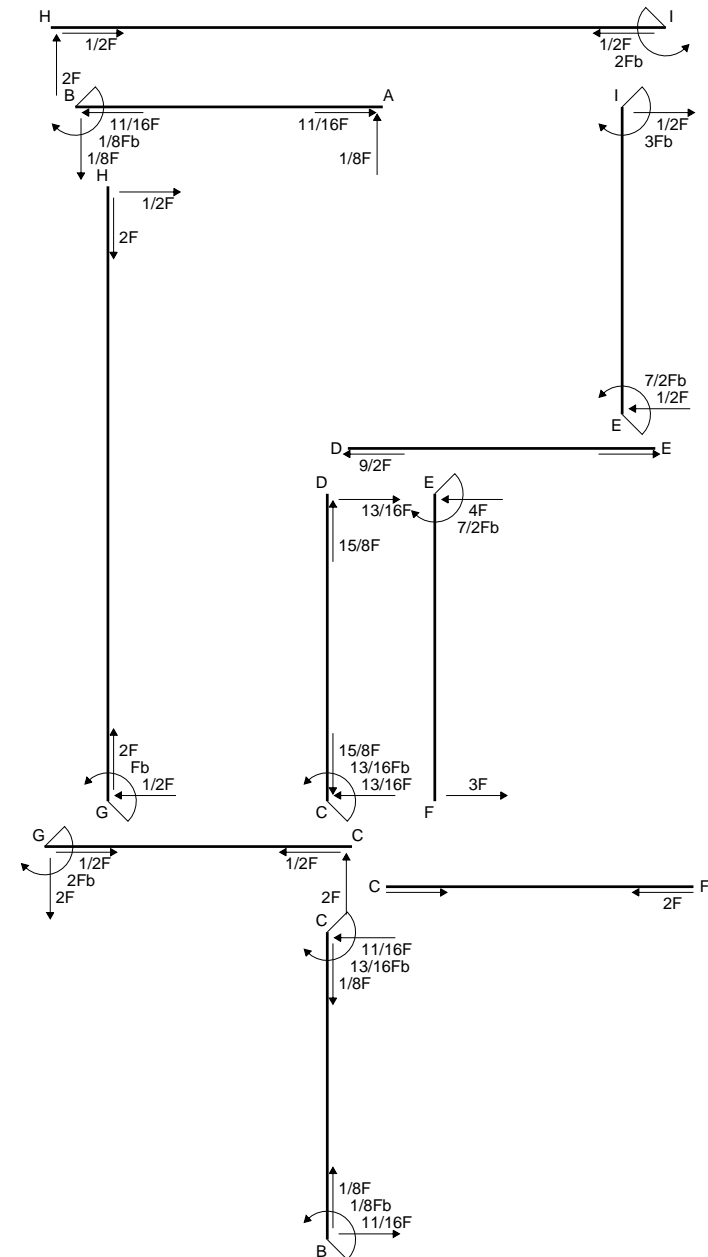 H I
1/2F 1/2F
2Fb
2F
B A I
11/16F 11/16F 1/2F
1/8Fb 3Fb
1/8F 1/8F
H
1/2F
2F
7/2Fb
1/2F
E
D E
9/2F
D E
13/16F 4F
7/2Fb
15/8F
2F 15/8F
Fb 13/16Fb
1/2F 13/16F 3F
G C F
G C
1/2F 1/2F
2Fb
2F 2F
C F
2F
C
11/16F
13/16Fb
1/8F
1/8F
1/8Fb
11/16F
B